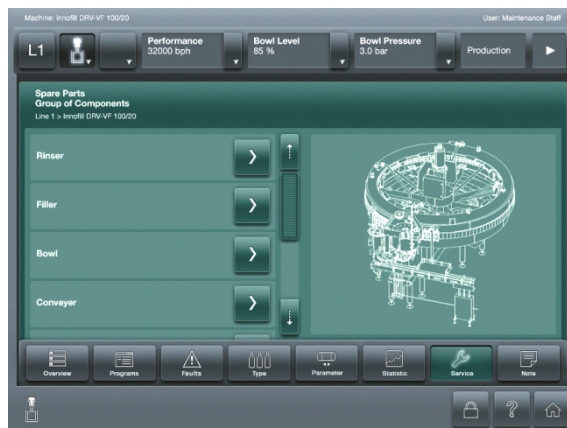 Machine: Innofill DRV-VF 100/20
User: Maintenance Staff
L1
Performance
32000 bph
Bowl Level
85 %
Bowl Pressure
3.0 bar
Production
Spare Parts
Group of Components
Line 1 > Innofill DRV-VF 100/20
Rinser
Filler
Bowl
Conveyer
Overview
Programs
Faults
Type
Parameter
Statistic
Service
Note
?